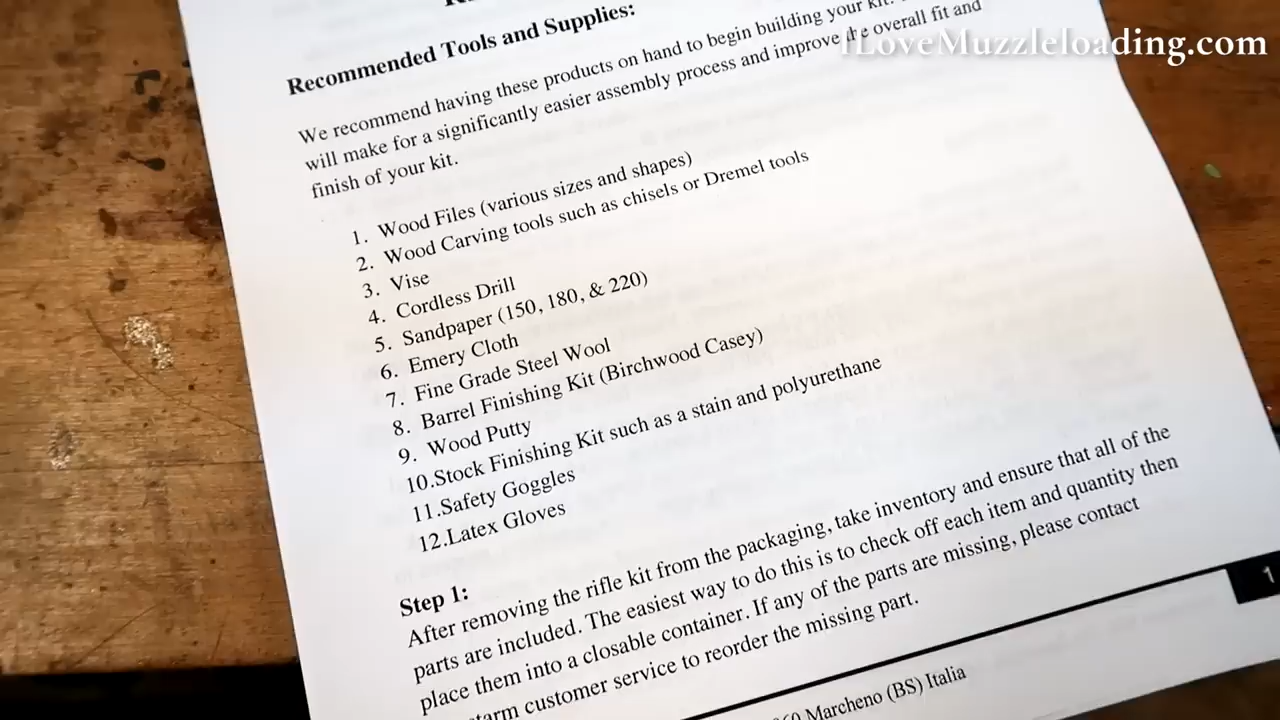 Recommended Tools and Supplies:
iLoveMuzzleloading.com
We recommend having these products on hand to begin building your kit.
will make for a significantly easier assembly process and improve the overall fit and
finish of your kit.
1. Wood Files (various sizes and shapes)
2. Wood Carving tools such as chisels or Dremel tools
3. Vise
4. Cordless Drill
5. Sandpaper (150, 180, & 220)
6. Emery Cloth
7. Fine Grade Steel Wool
8. Barrel Finishing Kit (Birchwood Casey)
9. Wood Putty
10.Stock Finishing Kit such as a stain and polyurethane
11.Safety Goggles
12.Latex Gloves
Step 1:
After removing the rifle kit from the packaging, take inventory and ensure that all of the
parts are included. The easiest way to do this is to check off each item and quantity then
place them into a closable container. If any of the parts are missing, please contact
customer service to reorder the missing part.
1
Marcheno (BS) Italia